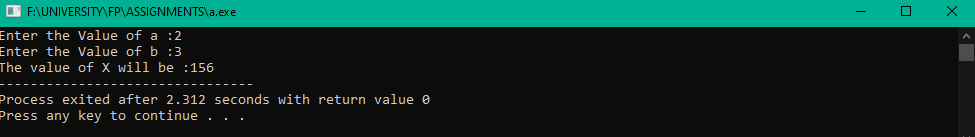 F:\UNIVERSITY\FP\ASSIGNMENTS\a.exe
Enter the Value of a :2
Enter the Value of b :3
The value of X will be :156
--------------------------------
Process exited after 2.312 seconds with return value 0
Press any key to continue . . .